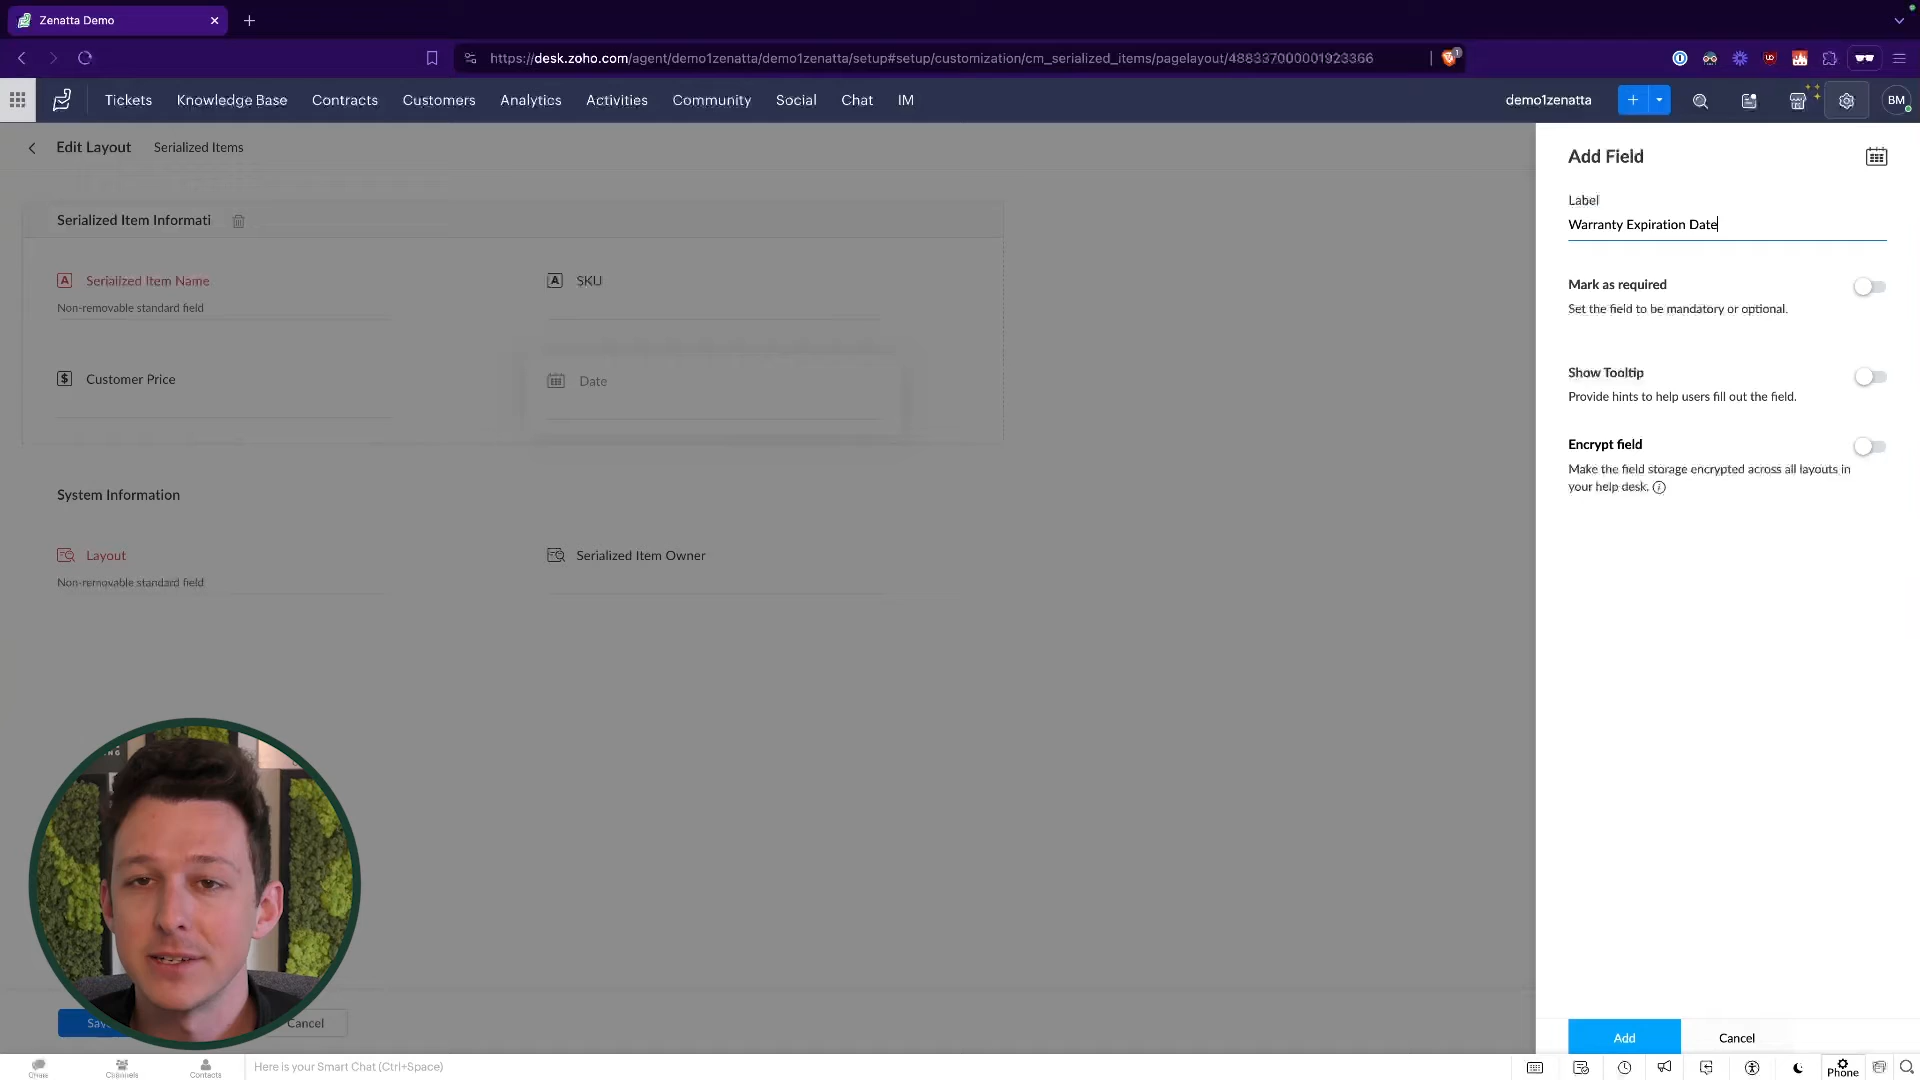 Zenatta Demo
https://desk.zoho.com/agent/demo1zenatta/demo1zenatta/setup#setup/customization/cm_serialized_items/pagelayout/488337000001923366
1
Tickets Knowledge Base Contracts Customers Analytics Activities Community Social Chat IM
demo1zenatta
BM
Edit Layout Serialized Items
Add Field
Label
Warranty Expiration Date
Serialized Item Informati
Serialized Item Name
SKU
Non-removable standard field
Mark as required
Set the field to be mandatory or optional.
Customer Price
Date
Show Tooltip
Provide hints to help users fill out the field.
Encrypt field
Make the field storage encrypted across all layouts in
your help desk.
System Information
Layout
Serialized Item Owner
Non-removable standard field
Cancel
Add
Cancel
Chats
Channels
Contacts
Here is your Smart Chat (Ctrl+Space)
Phone